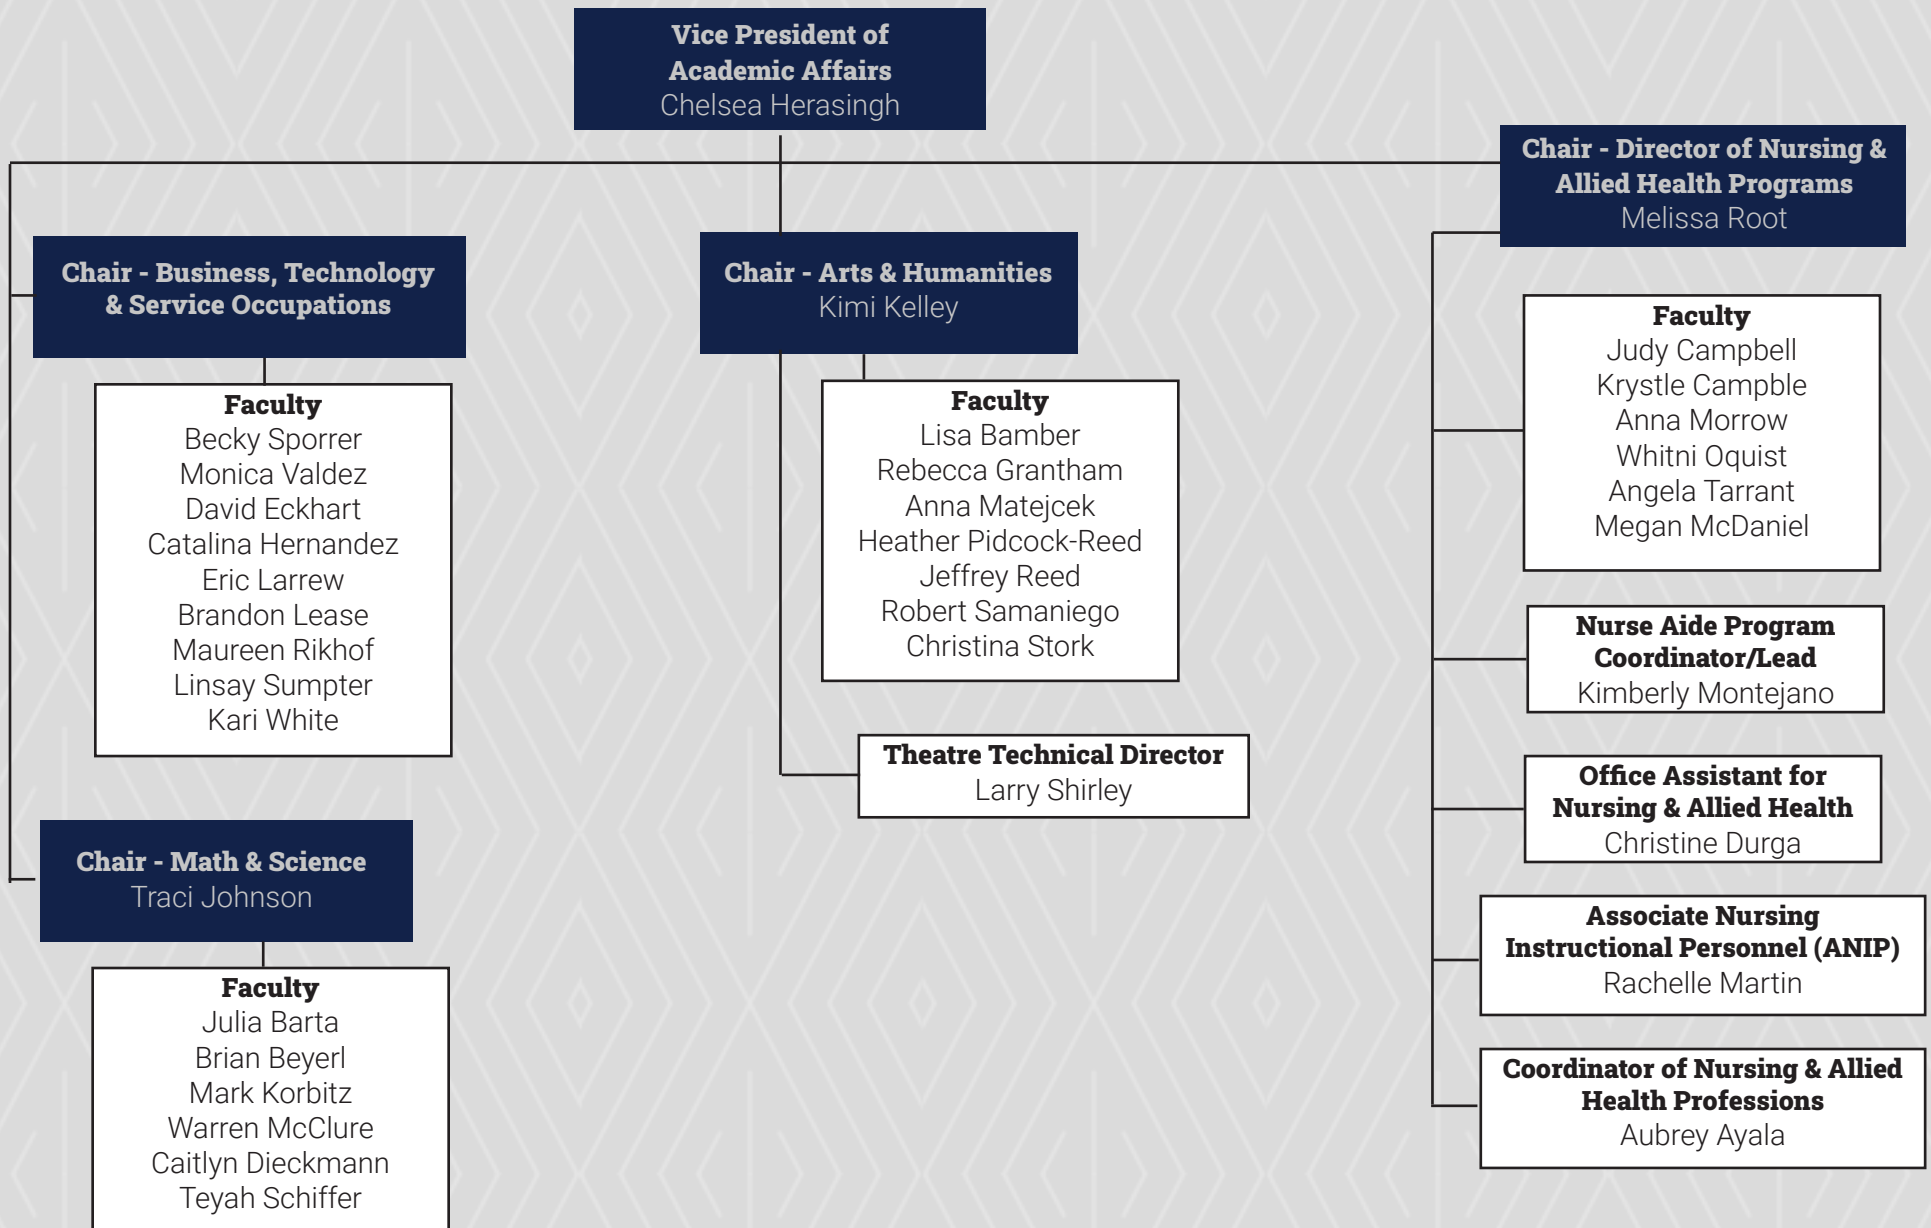 Vice President of
Academic Affairs
Chelsea Herasingh
Chair - Director of Nursing &
Allied Health Programs
Melissa Root
Chair - Business, Technology
& Service Occupations
Chair - Arts & Humanities
Kimi Kelley
Faculty
Becky Sporrer
Monica Valdez
David Eckhart
Catalina Hernandez
Eric Larrew
Brandon Lease
Maureen Rikhof
Linsay Sumpter
Kari White
Faculty
Lisa Bamber
Rebecca Grantham
Anna Matejcek
Heather Pidcock-Reed
Jeffrey Reed
Robert Samaniego
Christina Stork
Theatre Technical Director
Larry Shirley
Faculty
Judy Campbell
Krystle Campble
Anna Morrow
Whitni Oquist
Angela Tarrant
Megan McDaniel
Nurse Aide Program
Coordinator/Lead
Kimberly Montejano
Office Assistant for
Nursing & Allied Health
Christine Durga
Associate Nursing
Instructional Personnel (ANIP)
Rachelle Martin
Coordinator of Nursing & Allied
Health Professions
Aubrey Ayala
Chair - Math & Science
Traci Johnson
Faculty
Julia Barta
Brian Beyerl
Mark Korbitz
Warren McClure
Caitlyn Dieckmann
Teyah Schiffer